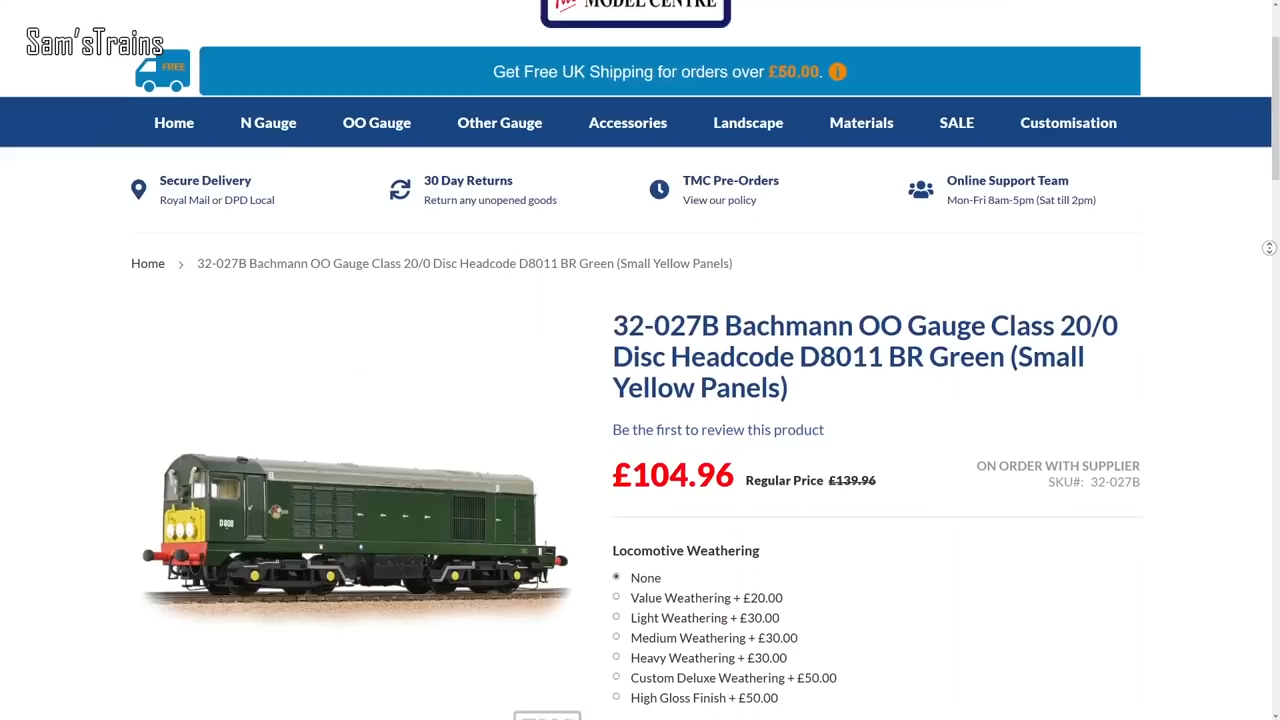 MODEL CENTRE
Sam'sTrains
FREE
Get Free UK Shipping for orders over £50.00.
Home N Gauge OO Gauge Other Gauge Accessories Landscape Materials SALE Customisation
Secure Delivery
Royal Mail or DPD Local
30 Day Returns
Return any unopened goods
TMC Pre-Orders
View our policy
Online Support Team
Mon-Fri 8am-5pm (Sat till 2pm)
Home > 32-027B Bachmann OO Gauge Class 20/0 Disc Headcode D8011 BR Green (Small Yellow Panels)
32-027B Bachmann OO Gauge Class 20/0
Disc Headcode D8011 BR Green (Small
Yellow Panels)
Be the first to review this product
£104.96 Regular Price £139.96
ON ORDER WITH SUPPLIER
SKU#: 32-027B
Locomotive Weathering
None
Value Weathering + £20.00
Light Weathering + £30.00
Medium Weathering + £30.00
Heavy Weathering + £30.00
Custom Deluxe Weathering + £50.00
High Gloss Finish + £50.00